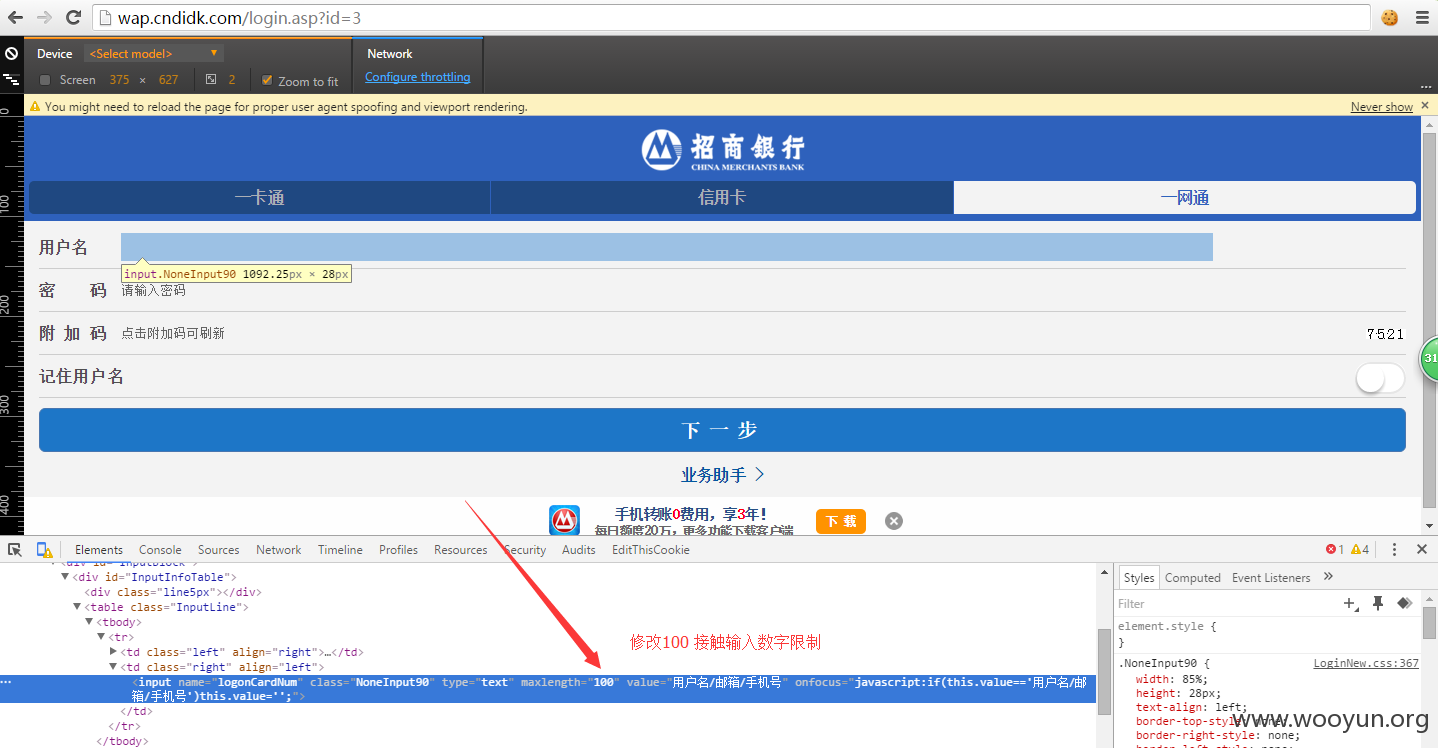 wap.cndidk.com/login.asp?id=3
Device <Select model> ▼ Network
Screen 375 × 627 2 Zoom to fit Configure throttling
...
You might need to reload the page for proper user agent spoofing and viewport rendering. Never show ×
0
100
200
300
400
招商银行
CHINA MERCHANTS BANK
一卡通 信用卡 一网通
用户名
input.NoneInput90 1092.25px × 28px
密 码 请输入密码
附 加 码 点击附加码可刷新 7521
31
记住用户名
下 一 步
业务助手
手机转账0费用，享3年！
每日额度20万，更多功能下载客户端
下 载
Elements Console Sources Network Timeline Profiles Resources Security Audits EditThisCookie 1 4
<div id="InputBlock">
▼<div id="InputInfoTable">
<div class="line5px"></div>
▼<table class="InputLine">
▼<tbody>
▼<tr>
▶<td class="left" align="right">…</td>
▼<td class="right" align="left">
<input name="logonCardNum" class="NoneInput90" type="text" maxlength="100" value="用户名/邮箱/手机号" onfocus="javascript:if(this.value=='用户名/邮
箱/手机号')this.value='';">
</td>
</tr>
</tbody>
修改100 接触输入数字限制
Styles Computed Event Listeners »
Filter
element.style {
}
.NoneInput90 { LoginNew.css:367
width: 85%;
height: 28px;
text-align: left;
border-top-style: none;
border-right-style: none;
border-left-style: none;
www.wooyun.org